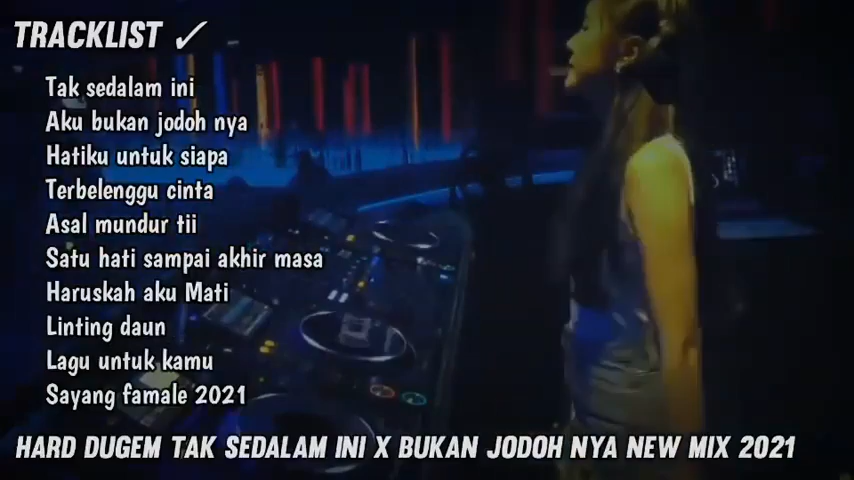 TRACKLIST ✓
Tak sedalam ini
Aku bukan jodoh nya
Hatiku untuk siapa
Terbelenggu cinta
Asal mundur tii
Satu hati sampai akhir masa
Haruskah aku Mati
Linting daun
Lagu untuk kamu
Sayang famale 2021
HARD DUGEM TAK SEDALAM INI X BUKAN JODOH NYA NEW MIX 2021